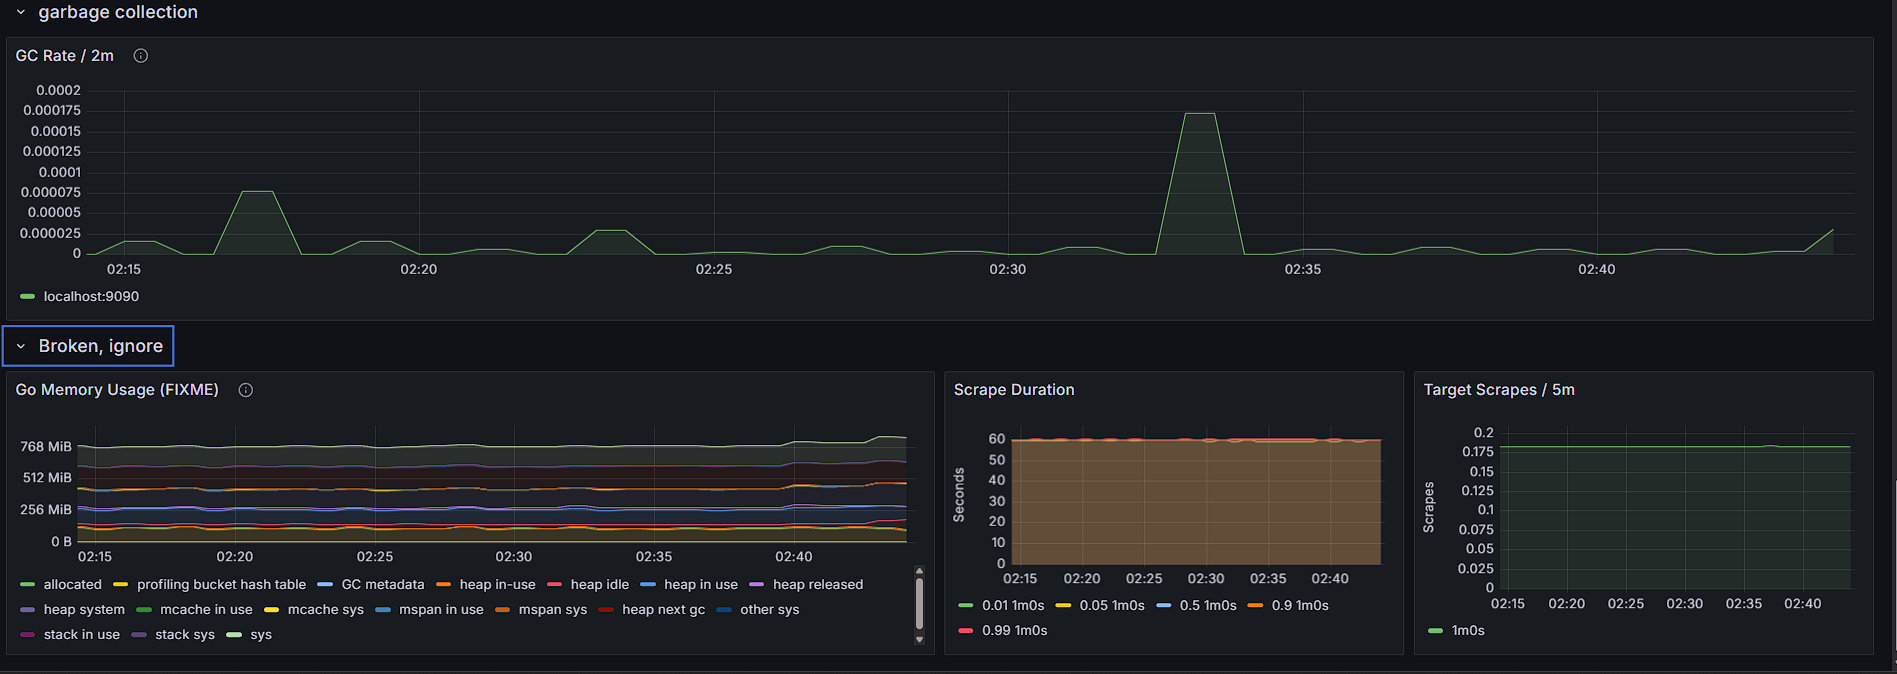 garbage collection
GC Rate / 2m
0.0002
0.000175
0.00015
0.000125
0.0001
0.000075
0.00005
0.000025
0
02:15 02:20 02:25 02:30 02:35 02:40
localhost:9090
Broken, ignore
Go Memory Usage (FIXME)
768 MiB
512 MiB
256 MiB
0 B
02:15 02:20 02:25 02:30 02:35 02:40
allocated profiling bucket hash table GC metadata heap in-use heap idle heap in use heap released
heap system mcache in use mcache sys mspan in use mspan sys heap next gc other sys
stack in use stack sys sys
Scrape Duration
Seconds
60
50
40
30
20
10
0
02:15 02:20 02:25 02:30 02:35 02:40
0.01 1m0s 0.05 1m0s 0.5 1m0s 0.9 1m0s
0.99 1m0s
Target Scrapes / 5m
Scrapes
0.2
0.175
0.15
0.125
0.1
0.075
0.05
0.025
0
02:15 02:20 02:25 02:30 02:35 02:40
1m0s